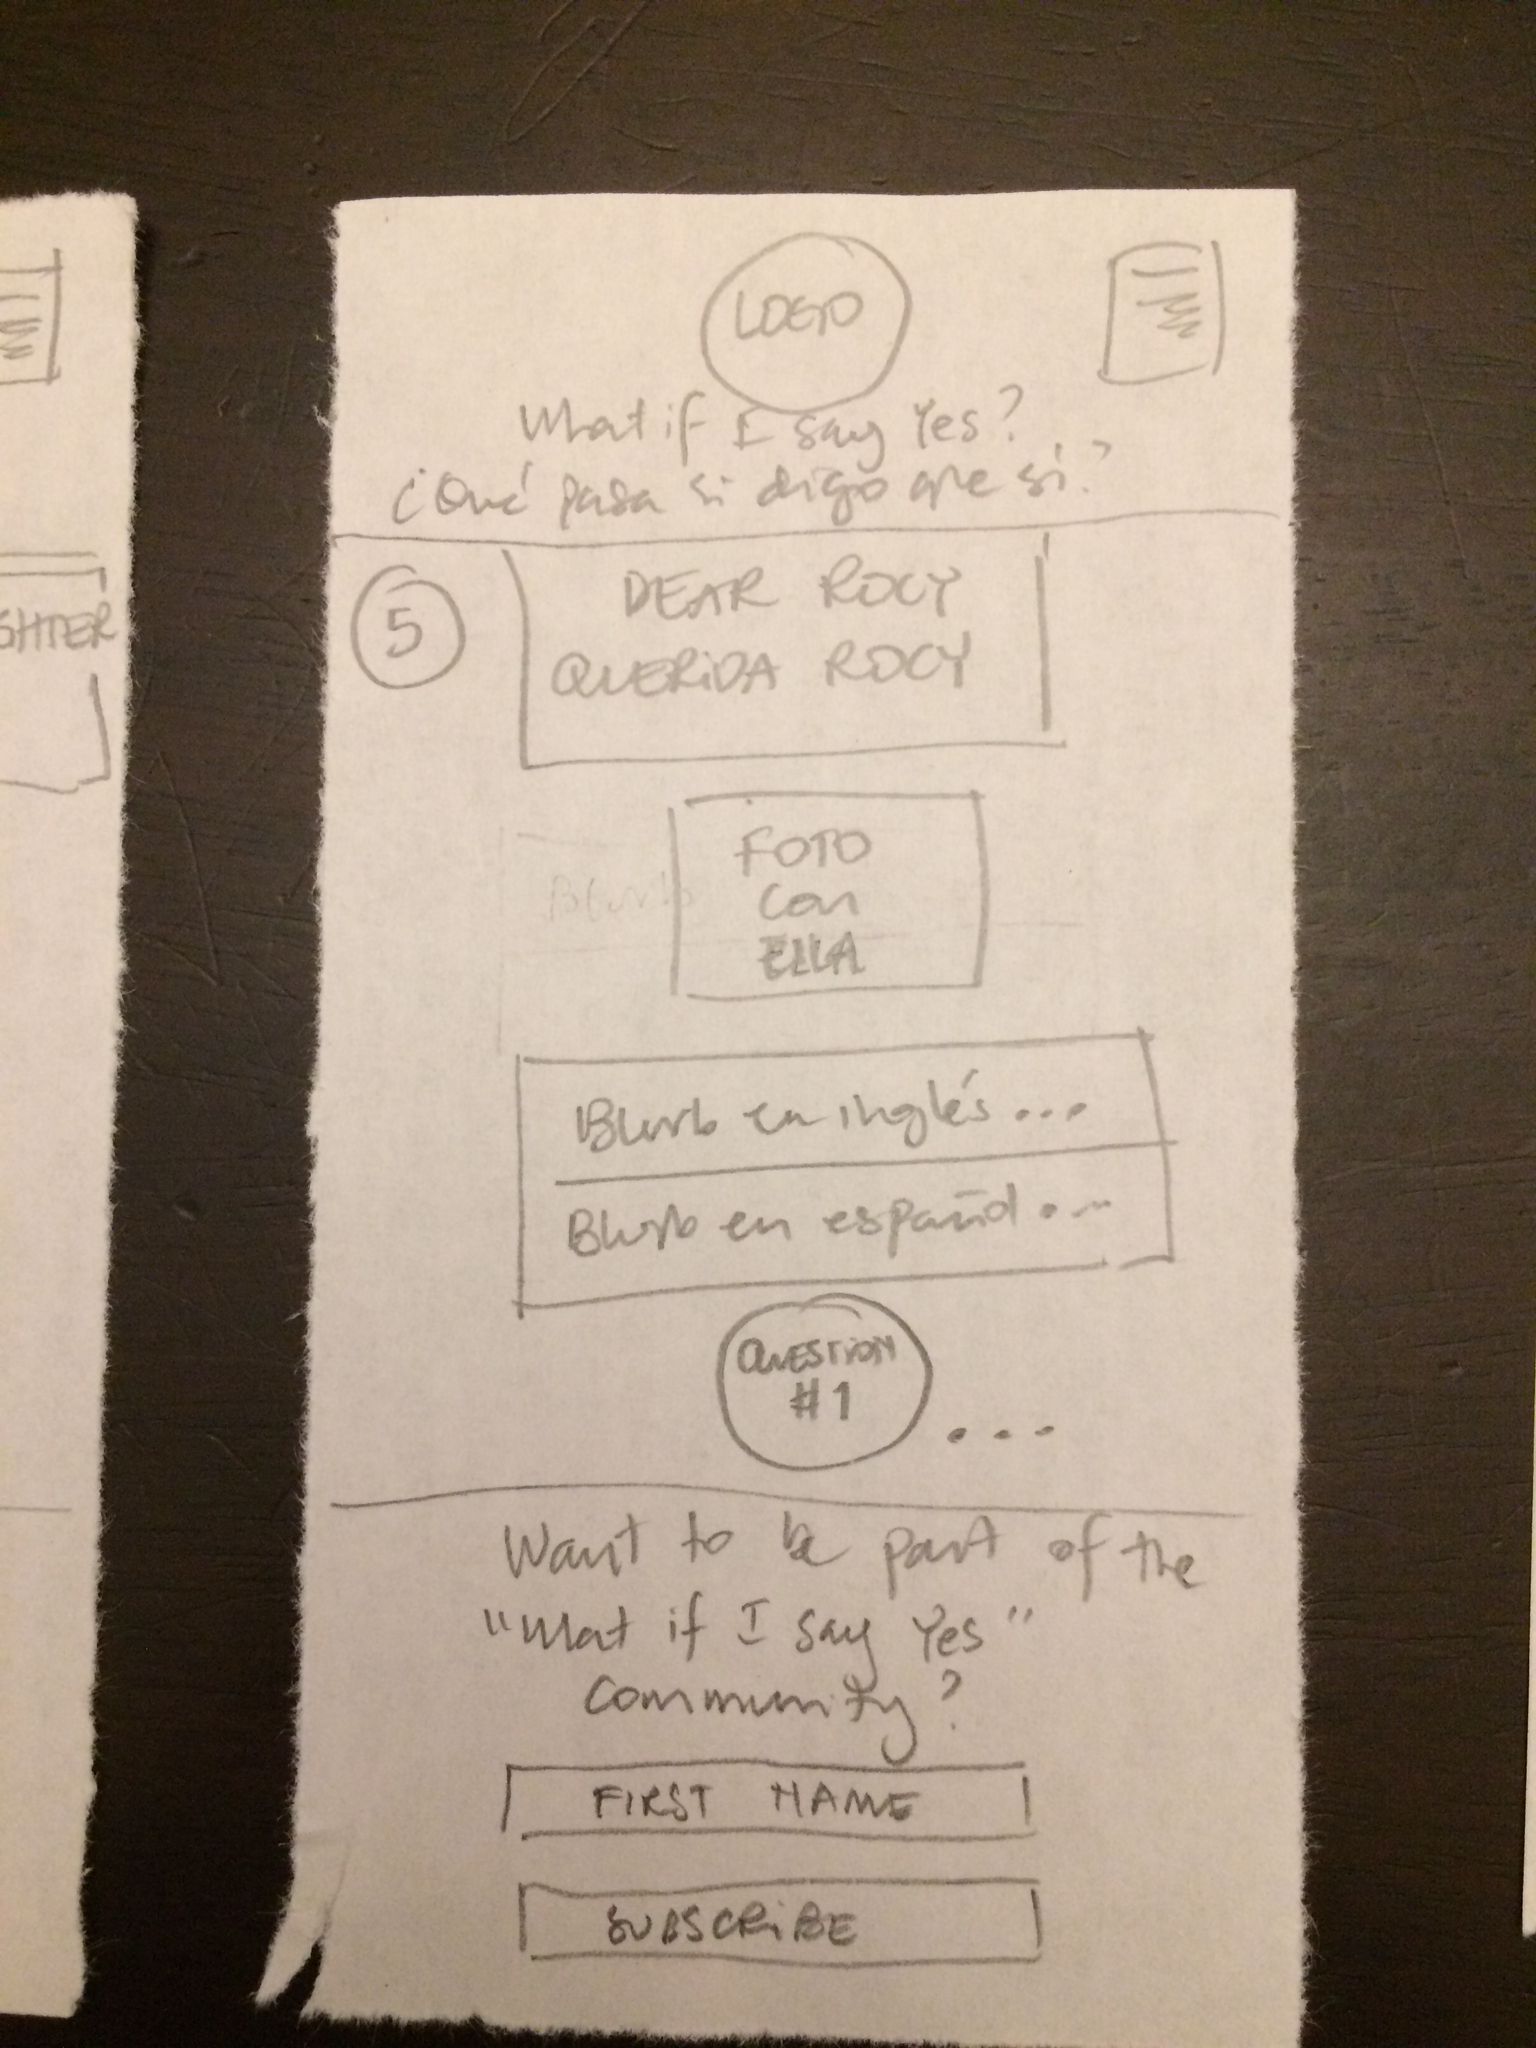 LOGO
What if I say Yes?
¿Qué pasa si digo que sí?
5
DEAR ROCY
QUERiDA ROCY
FOTO
con
ELLA
Blurb
Blurb en inglés...
Blurb en español...
QUESTiON
#1
...
Want to be part of the
"What if I say Yes"
community?
FIRST NAME
SUBSCRiBE
GHTER